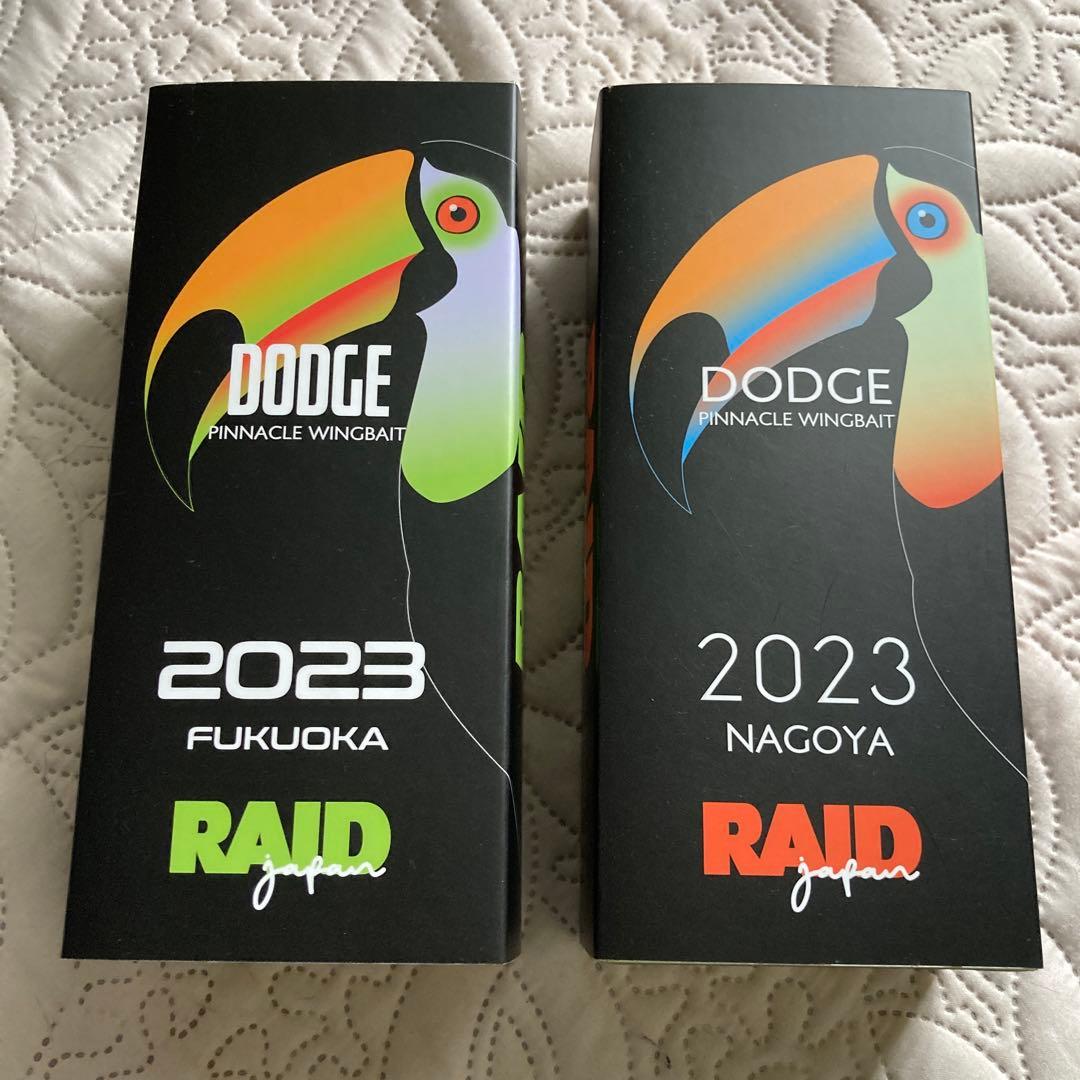 DODGE
PINNACLE WINGBAIT
2023
FUKUOKA
RAID
japan
DODGE
PINNACLE WINGBAIT
2023
NAGOYA
RAID
japan